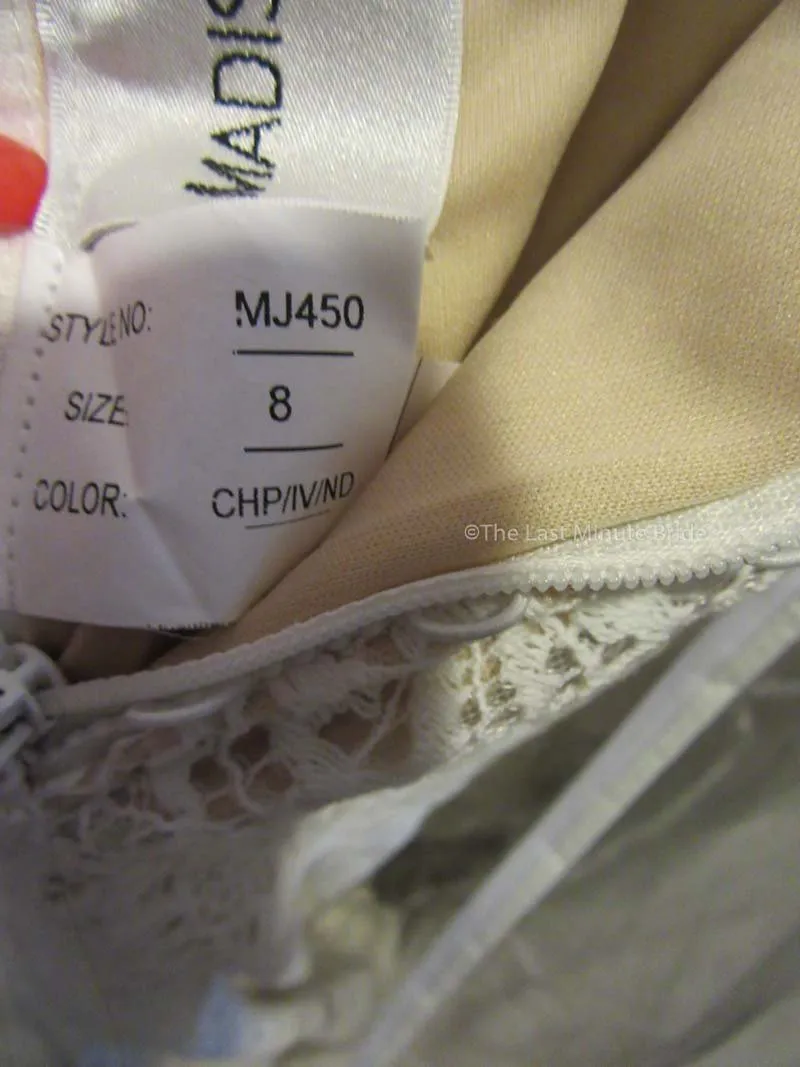 MADIS
STYLE NO: MJ450
SIZE: 8
COLOR: CHP/IV/ND
©The Last Minute Bride